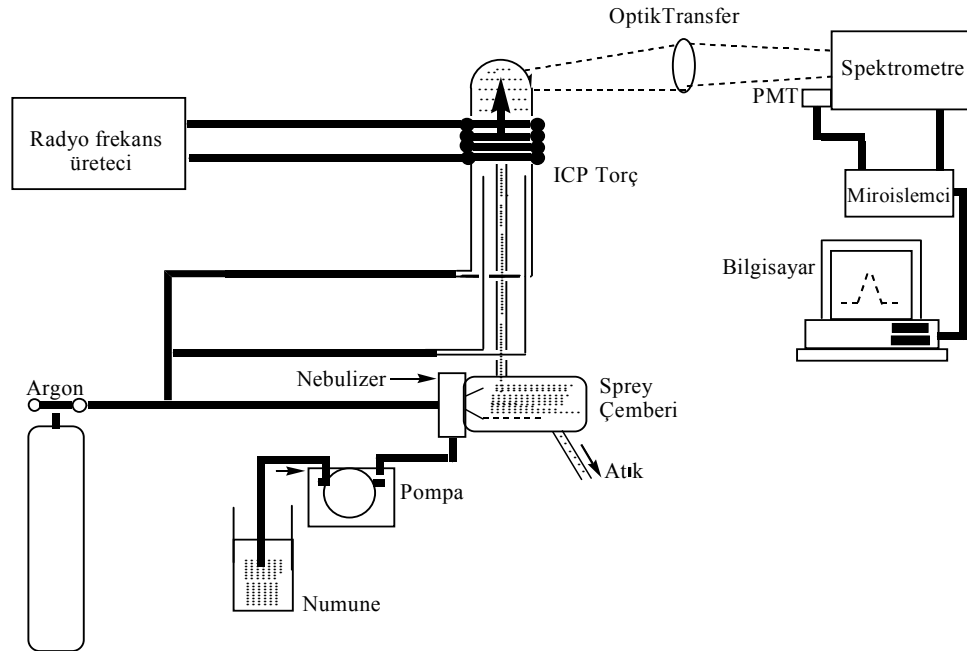 OptikTransfer
Spektrometre
PMT
Radyo frekans
üreteci
ICP Torç
Miroislemci
Bilgisayar
Nebulizer
Argon
Sprey
Çemberi
Atık
Pompa
Numune